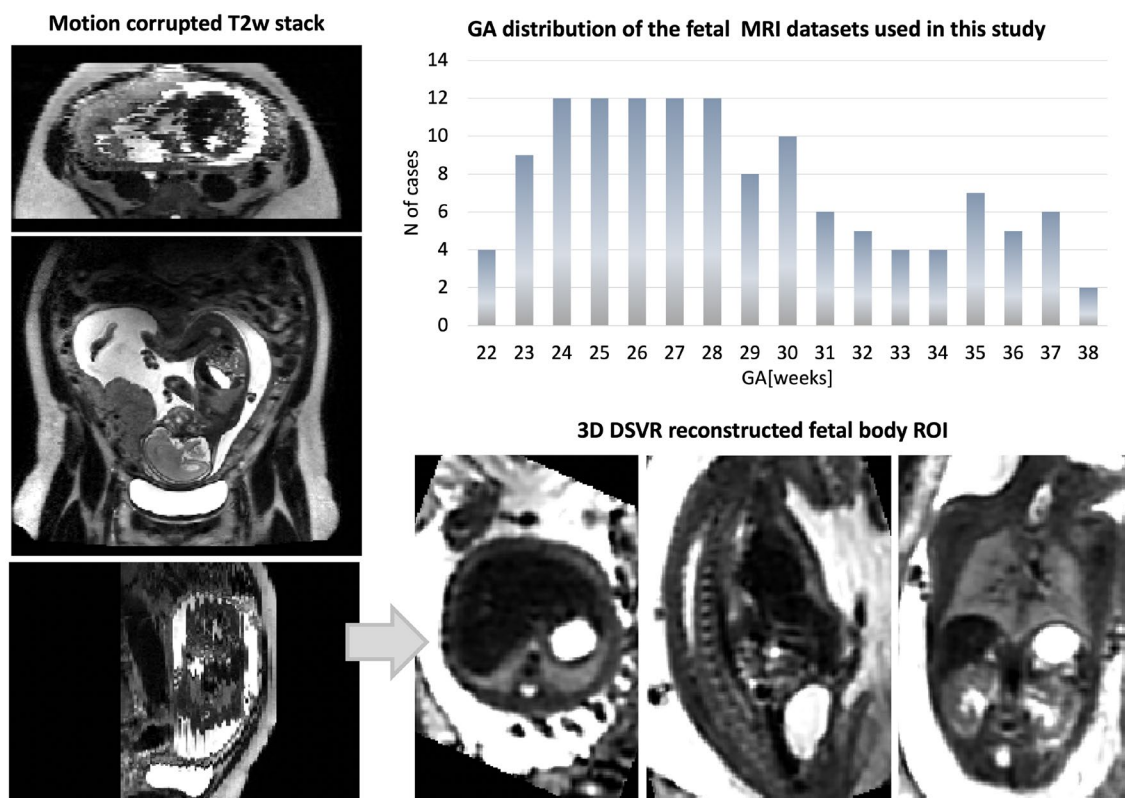 Motion corrupted T2w stack
GA distribution of the fetal MRI datasets used in this study
14
12
10
8
6
4
2
0
N of cases
22 23 24 25 26 27 28 29 30 31 32 33 34 35 36 37 38
GA[weeks]
3D DSVR reconstructed fetal body ROI